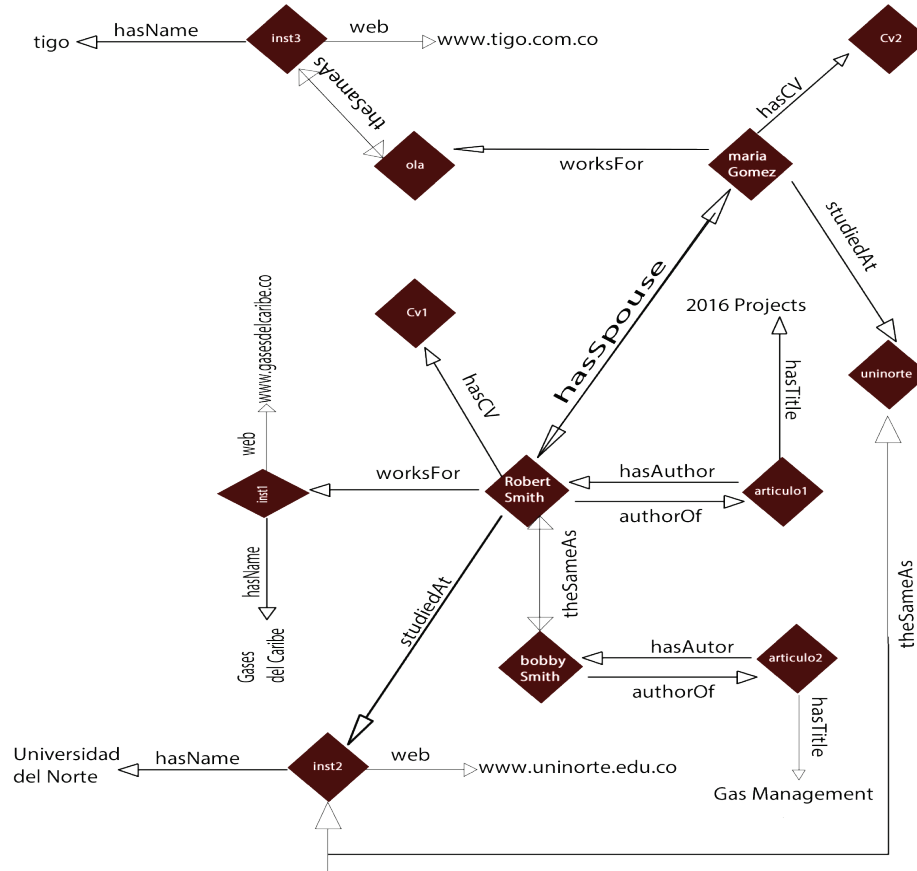 hasName
web
inst3
tigo
www.tigo.com.co
Cv2
theSameAs
hasCV
ola
worksFor
maria
Gomez
studiedAt
hasSpouse
www.gasesdelcaribe.co
Cv1
2016 Projects
hasTitle
uninorte
hasCV
web
worksFor
hasAuthor
inst1
Robert
Smith
articulo1
authorOf
hasName
theSameAs
theSameAs
studiedAt
Gases
del Caribe
hasAutor
bobby
Smith
articulo2
authorOf
hasTitle
Universidad
del Norte
hasName
inst2
web
www.uninorte.edu.co
Gas Management